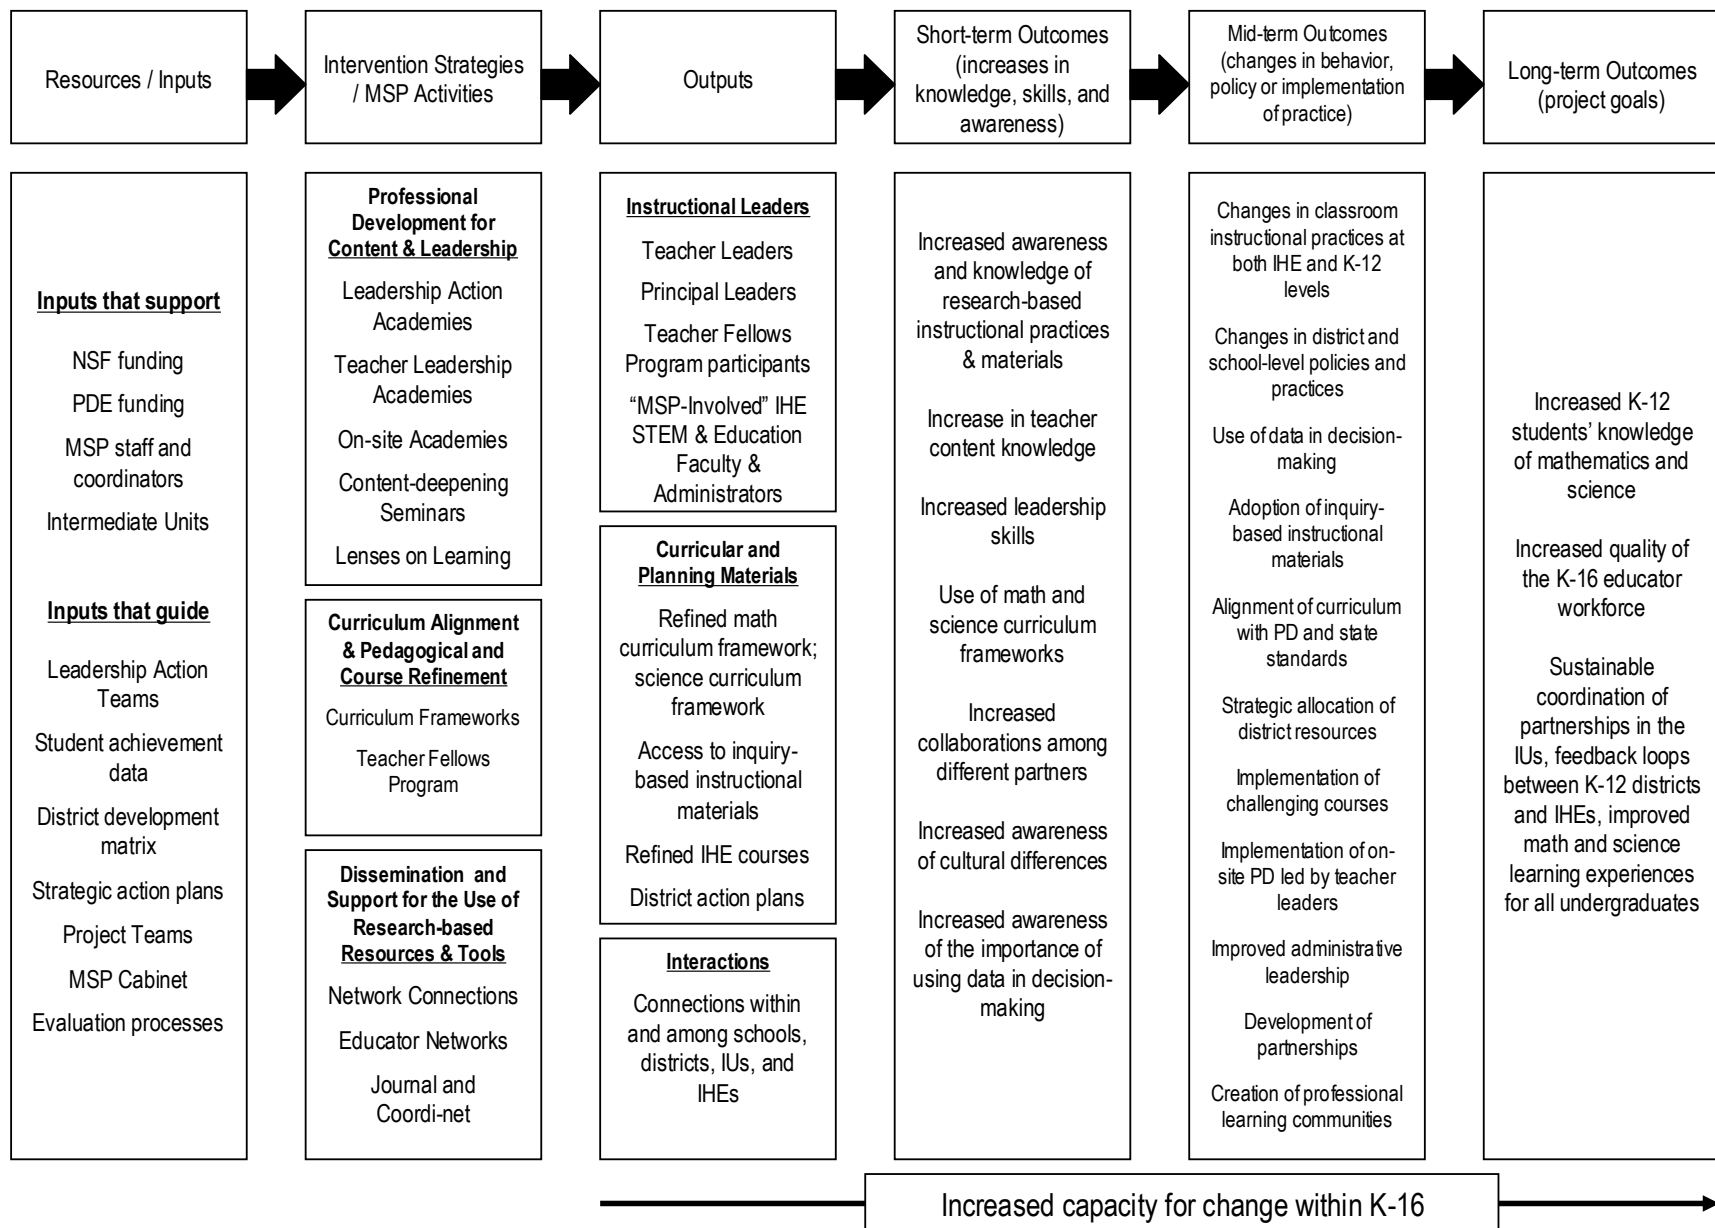 Resources / Inputs
Intervention Strategies
/ MSP Activities
Outputs
Short-term Outcomes
(increases in
knowledge, skills, and
awareness)
Mid-term Outcomes
(changes in behavior,
policy or implementation
of practice)
Long-term Outcomes
(project goals)
Inputs that support
NSF funding
PDE funding
MSP staff and
coordinators
Intermediate Units
Inputs that guide
Leadership Action
Teams
Student achievement
data
District development
matrix
Strategic action plans
Project Teams
MSP Cabinet
Evaluation processes
Professional
Development for
Content & Leadership
Leadership Action
Academies
Teacher Leadership
Academies
On-site Academies
Content-deepening
Seminars
Lenses on Learning
Curriculum Alignment
& Pedagogical and
Course Refinement
Curriculum Frameworks
Teacher Fellows
Program
Dissemination and
Support for the Use of
Research-based
Resources & Tools
Network Connections
Educator Networks
Journal and
Coordi-net
Instructional Leaders
Teacher Leaders
Principal Leaders
Teacher Fellows
Program participants
“MSP-Involved” IHE
STEM & Education
Faculty &
Administrators
Curricular and
Planning Materials
Refined math
curriculum framework;
science curriculum
framework
Access to inquiry-
based instructional
materials
Refined IHE courses
District action plans
Interactions
Connections within
and among schools,
districts, IUs, and
IHEs
Increased awareness
and knowledge of
research-based
instructional practices
& materials
Increase in teacher
content knowledge
Increased leadership
skills
Use of math and
science curriculum
frameworks
Increased
collaborations among
different partners
Increased awareness
of cultural differences
Increased awareness
of the importance of
using data in decision-
making
Changes in classroom
instructional practices at
both IHE and K-12
levels
Changes in district and
school-level policies and
practices
Use of data in decision-
making
Adoption of inquiry-
based instructional
materials
Alignment of curriculum
with PD and state
standards
Strategic allocation of
district resources
Implementation of
challenging courses
Implementation of on-
site PD led by teacher
leaders
Improved administrative
leadership
Development of
partnerships
Creation of professional
learning communities
Increased K-12
students’ knowledge
of mathematics and
science
Increased quality of
the K-16 educator
workforce
Sustainable
coordination of
partnerships in the
IUs, feedback loops
between K-12 districts
and IHEs, improved
math and science
learning experiences
for all undergraduates
Increased capacity for change within K-16